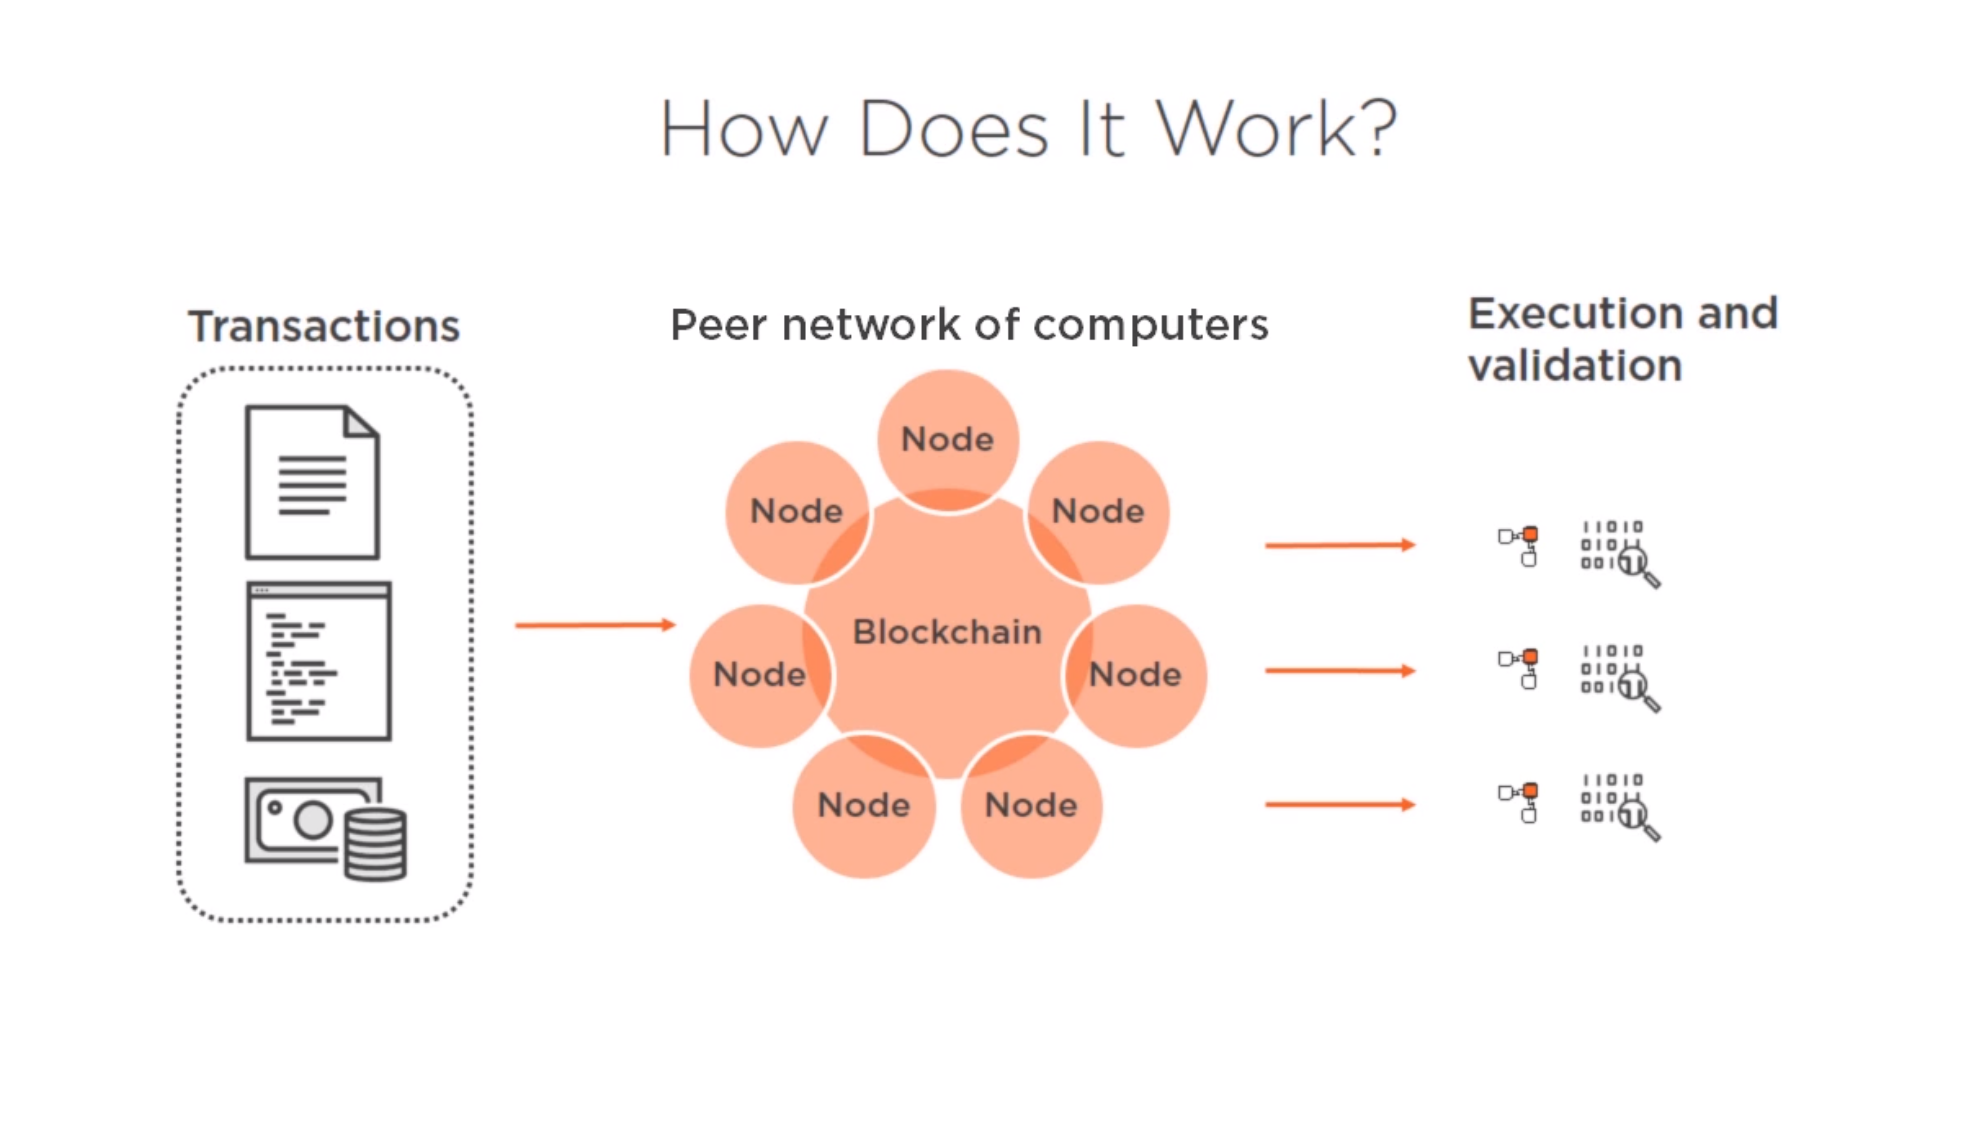 How Does It Work?
Transactions
Peer network of computers
Execution and
validation
Node
Node
Node
Blockchain
Node
Node
Node
Node